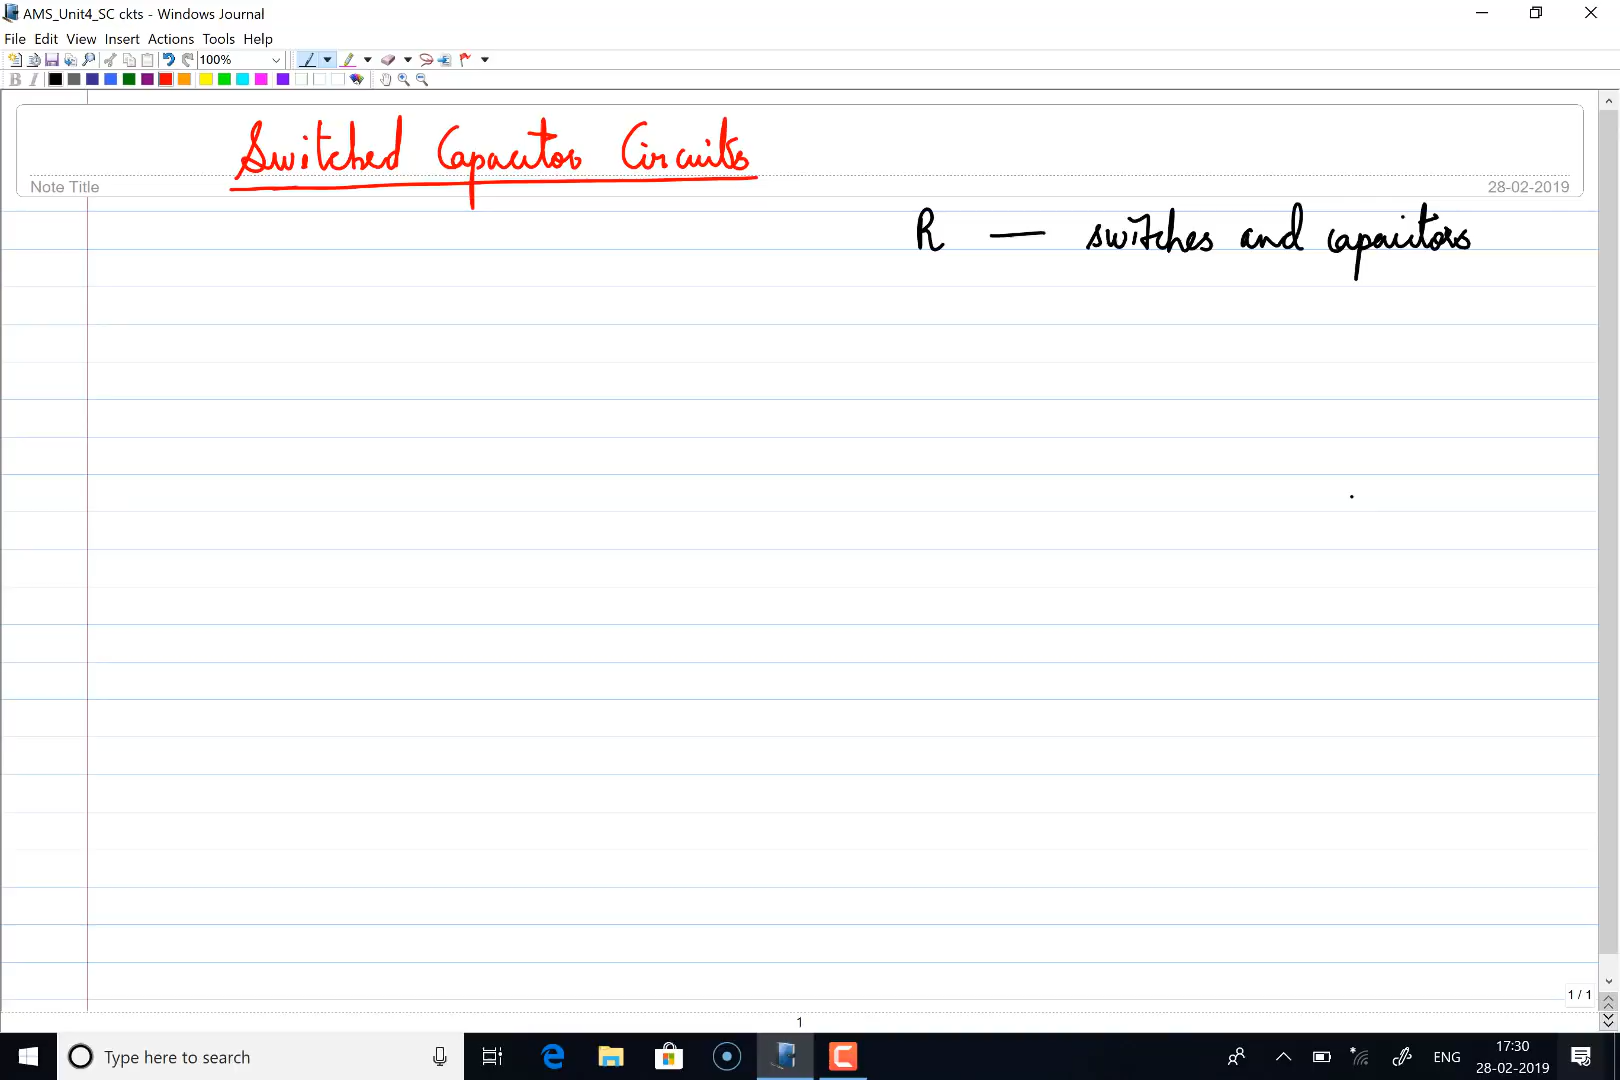 AMS_Unit4_SC ckts - Windows Journal
File Edit View Insert Actions Tools Help
100%
B I
Switched Capacitor Circuits
Note Title
28-02-2019
R — switches and capacitors
1 / 1
1
Type here to search
ENG
17:30
28-02-2019